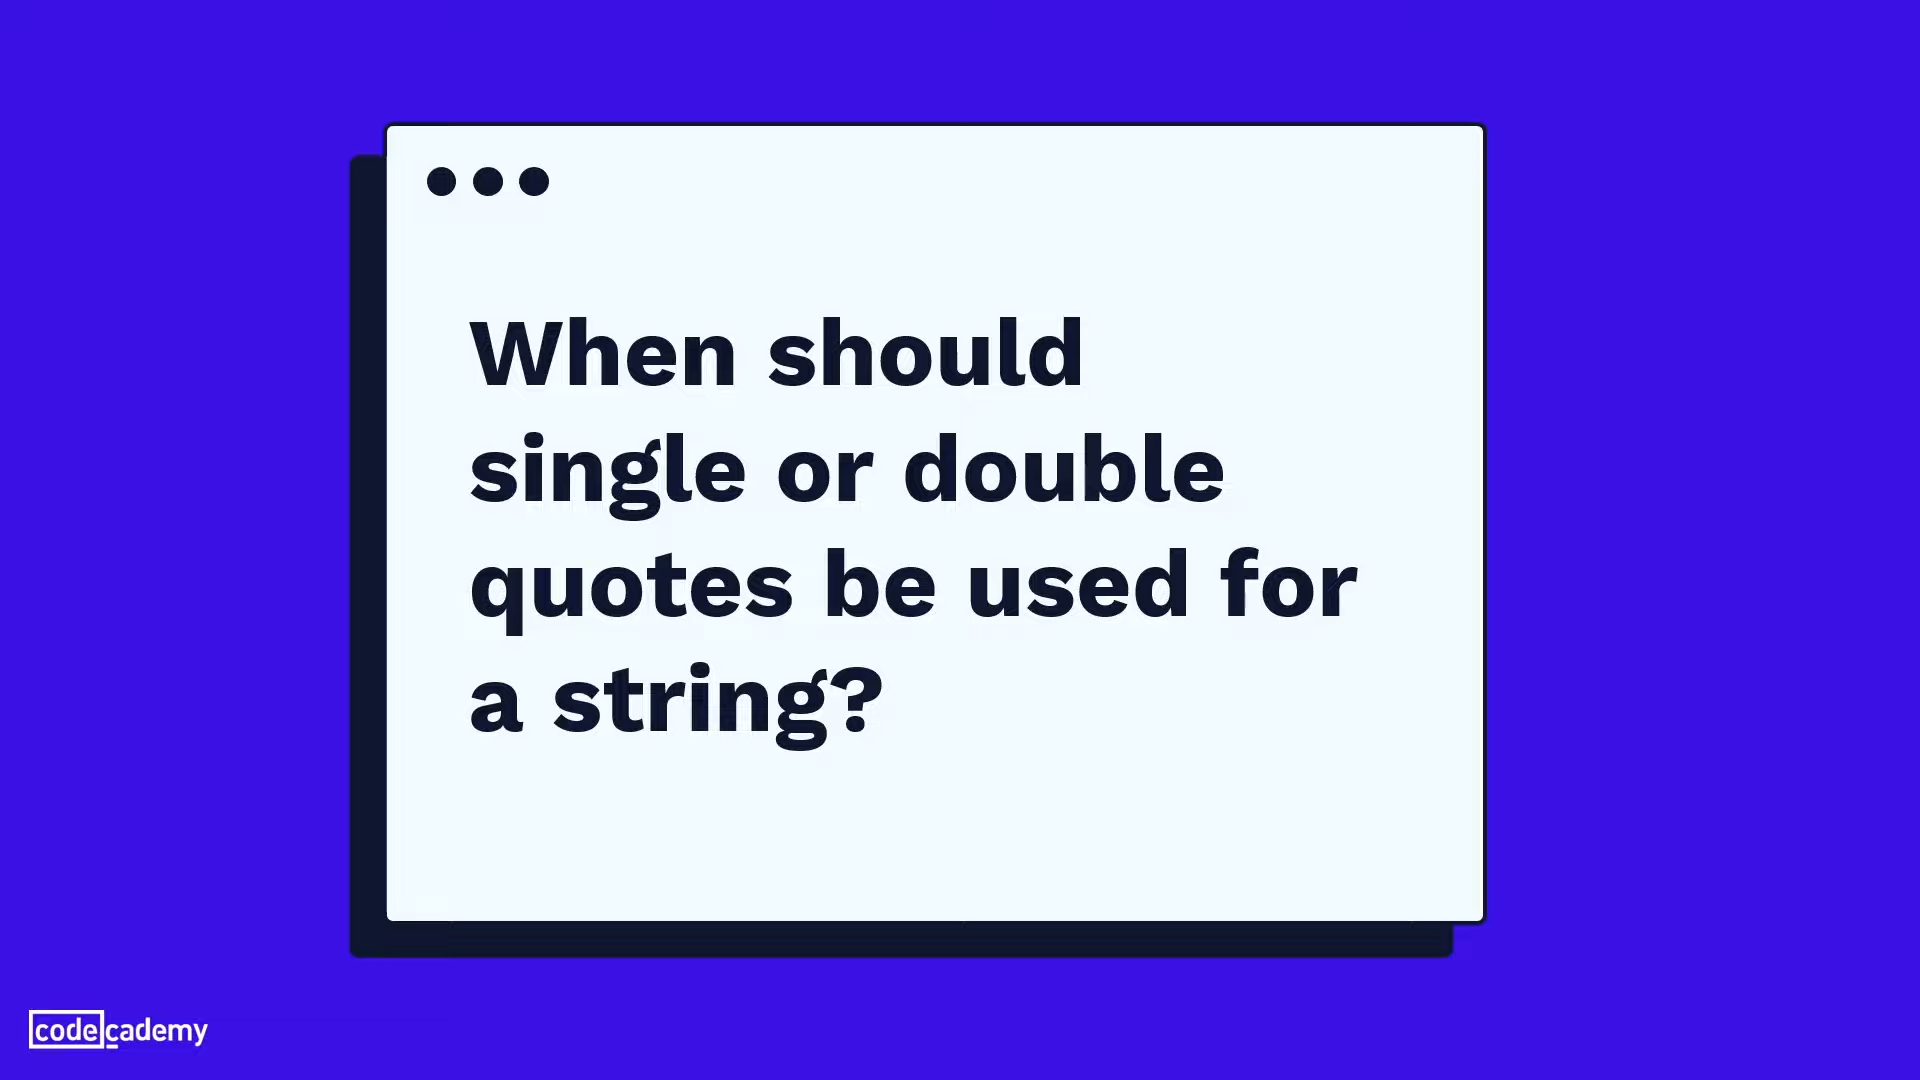 When should
single or double
quotes be used for
a string?
codecademy